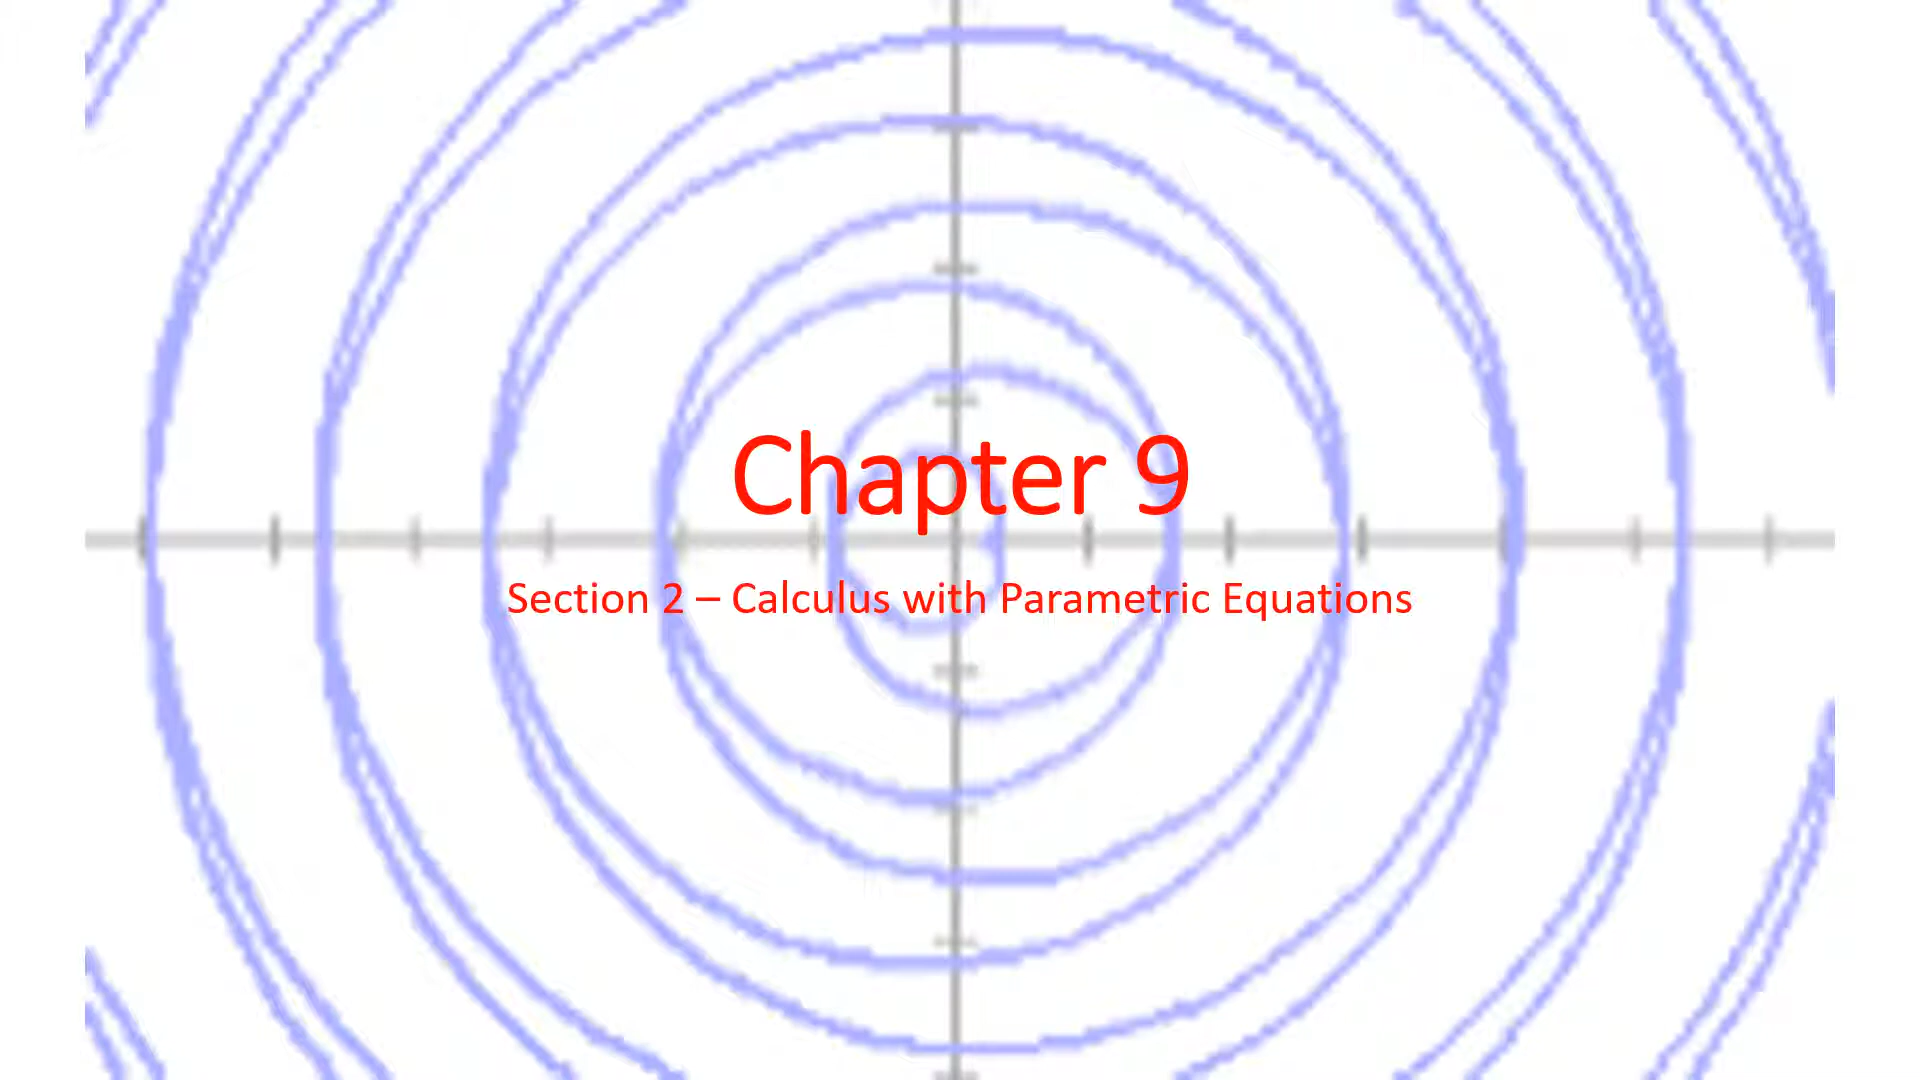 Chapter 9
Section 2 – Calculus with Parametric Equations